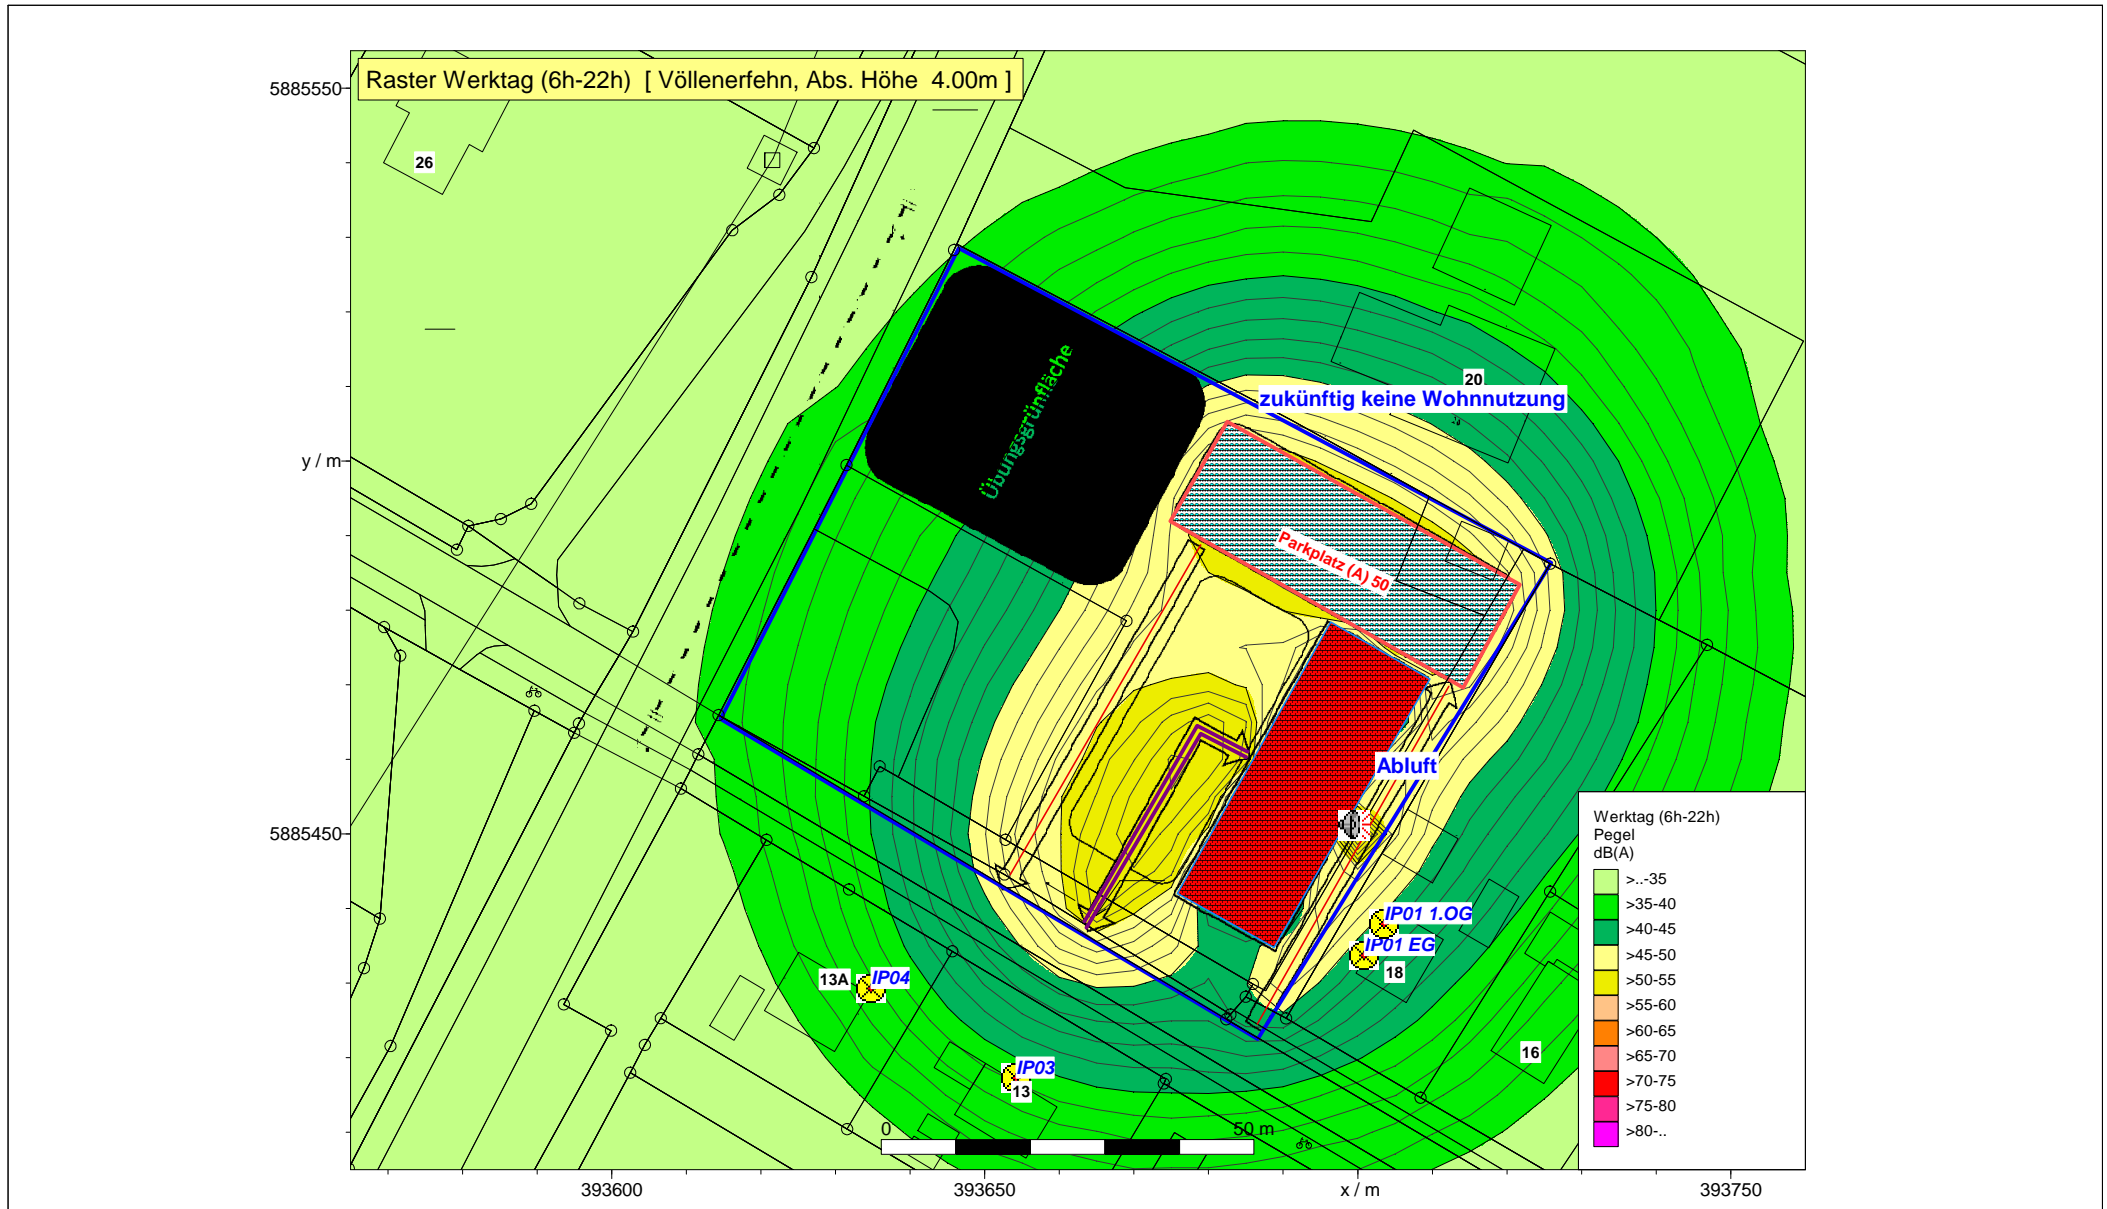 Raster Werktag (6h-22h) [ Völlenerfehn, Abs. Höhe 4.00m ]
5885550
y / m
5885450
26
20
zukünftig keine Wohnnutzung
Übungsgrünfläche
Parkplatz (A) 50
Abluft
IP01 1.OG
IP01 EG
18
13A
IP04
IP03
13
16
0
50 m
393600
393650
x / m
393750
Werktag (6h-22h)
Pegel
dB(A)
>..-35
>35-40
>40-45
>45-50
>50-55
>55-60
>60-65
>65-70
>70-75
>75-80
>80-..